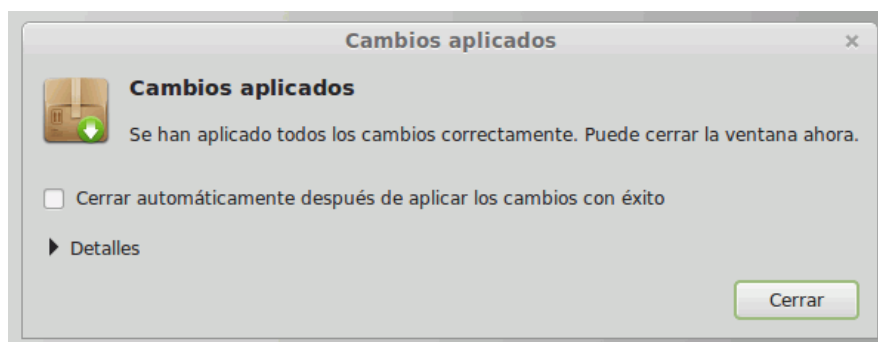 Cambios aplicados
Cambios aplicados
Se han aplicado todos los cambios correctamente. Puede cerrar la ventana ahora.
Cerrar automáticamente después de aplicar los cambios con éxito
Detalles
Cerrar